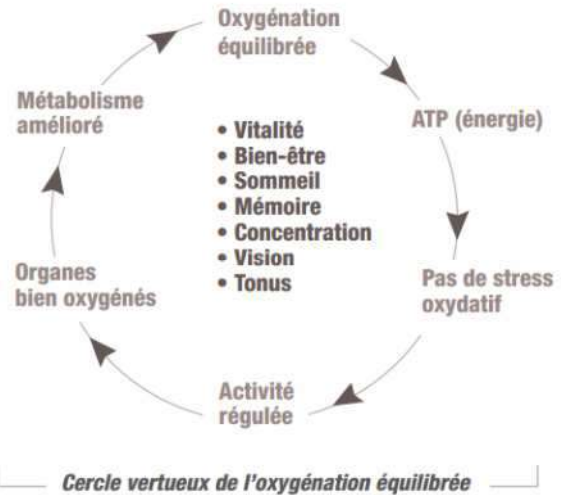 Oxygénation
équilibrée
ATP (énergie)
Pas de stress
oxydatif
Activité
régulée
Organes
bien oxygénés
Métabolisme
amélioré
• Vitalité
• Bien-être
• Sommeil
• Mémoire
• Concentration
• Vision
• Tonus
Cercle vertueux de l'oxygénation équilibrée